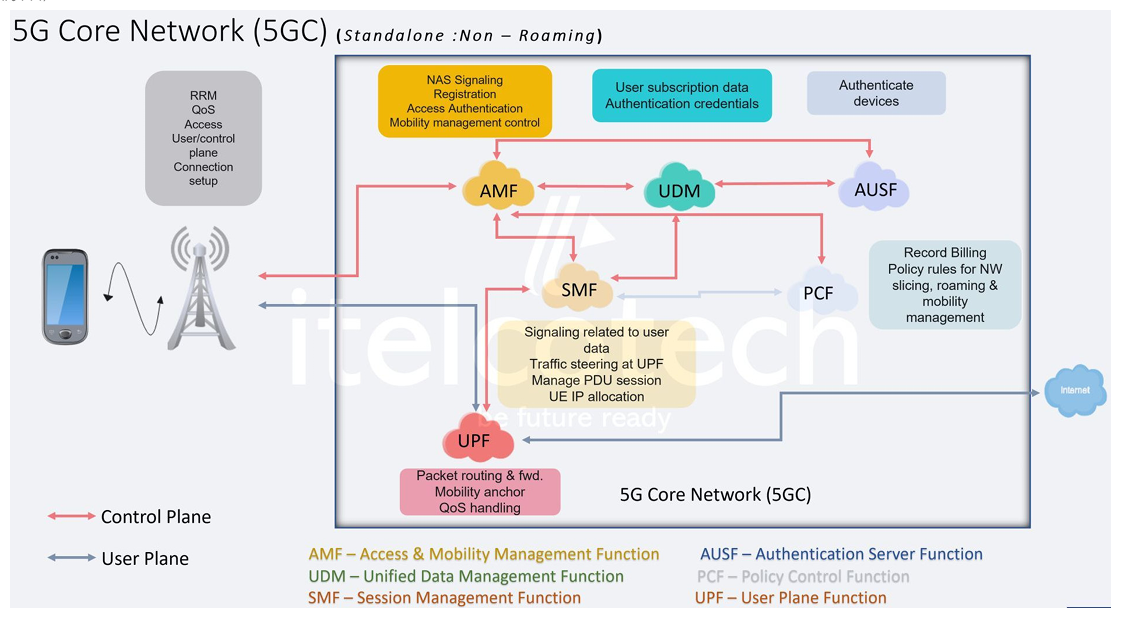 5G Core Network (5GC) (Standalone :Non – Roaming)
RRM
QoS
Access
User/control
plane
Connection
setup
NAS Signaling
Registration
Access Authentication
Mobility management control
User subscription data
Authentication credentials
Authenticate
devices
AMF
UDM
AUSF
SMF
PCF
Record Billing
Policy rules for NW
slicing, roaming &
mobility
management
itelcotech
be future ready
Signaling related to user
data
Traffic steering at UPF
Manage PDU session
UE IP allocation
Internet
UPF
Packet routing & fwd.
Mobility anchor
QoS handling
5G Core Network (5GC)
Control Plane
User Plane
AMF – Access & Mobility Management Function
UDM – Unified Data Management Function
SMF – Session Management Function
AUSF – Authentication Server Function
PCF – Policy Control Function
UPF – User Plane Function